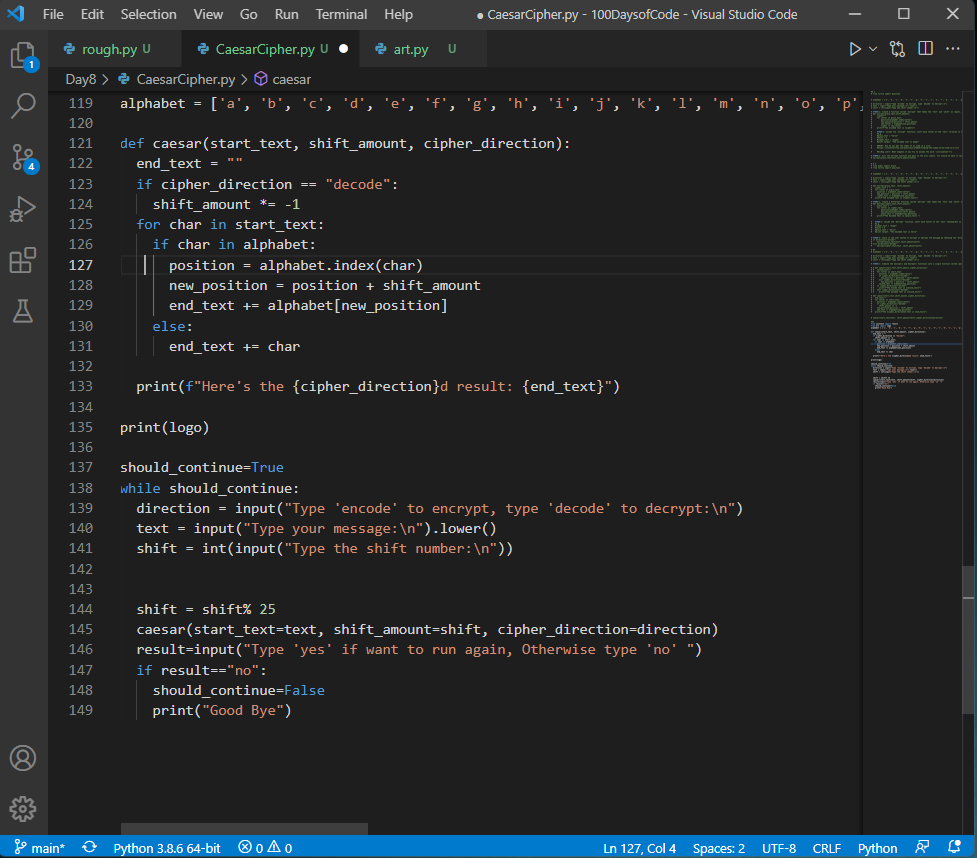 File Edit Selection View Go Run Terminal Help ● CaesarCipher.py - 100DaysofCode - Visual Studio Code
rough.py U CaesarCipher.py U ● art.py U
Day8 > CaesarCipher.py > caesar
119 alphabet = ['a', 'b', 'c', 'd', 'e', 'f', 'g', 'h', 'i', 'j', 'k', 'l', 'm', 'n', 'o', 'p',
120
121 def caesar(start_text, shift_amount, cipher_direction):
122 end_text = ""
123 if cipher_direction == "decode":
124 shift_amount *= -1
125 for char in start_text:
126 if char in alphabet:
127 position = alphabet.index(char)
128 new_position = position + shift_amount
129 end_text += alphabet[new_position]
130 else:
131 end_text += char
132
133 print(f"Here's the {cipher_direction}d result: {end_text}")
134
135 print(logo)
136
137 should_continue=True
138 while should_continue:
139 direction = input("Type 'encode' to encrypt, type 'decode' to decrypt:\n")
140 text = input("Type your message:\n").lower()
141 shift = int(input("Type the shift number:\n"))
142
143
144 shift = shift% 25
145 caesar(start_text=text, shift_amount=shift, cipher_direction=direction)
146 result=input("Type 'yes' if want to run again, Otherwise type 'no' ")
147 if result=="no":
148 should_continue=False
149 print("Good Bye")
1
4
main* Python 3.8.6 64-bit 0 0 Ln 127, Col 4 Spaces: 2 UTF-8 CRLF Python